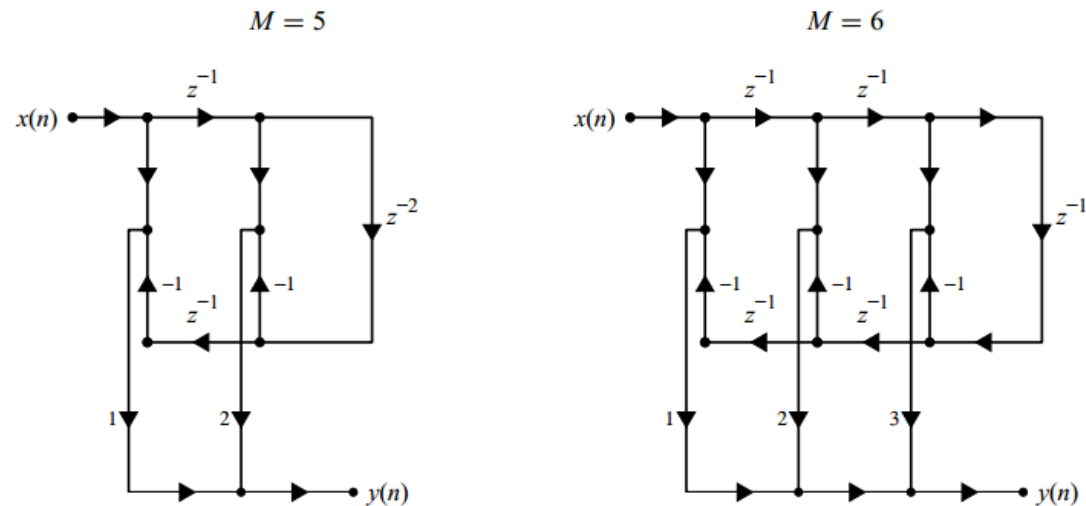 M = 5
M = 6
z^{-1}
z^{-1}
z^{-1}
x(n)
x(n)
z^{-2}
z^{-1}
–1
–1
–1
–1
–1
z^{-1}
z^{-1}
z^{-1}
1
2
1
2
3
y(n)
y(n)